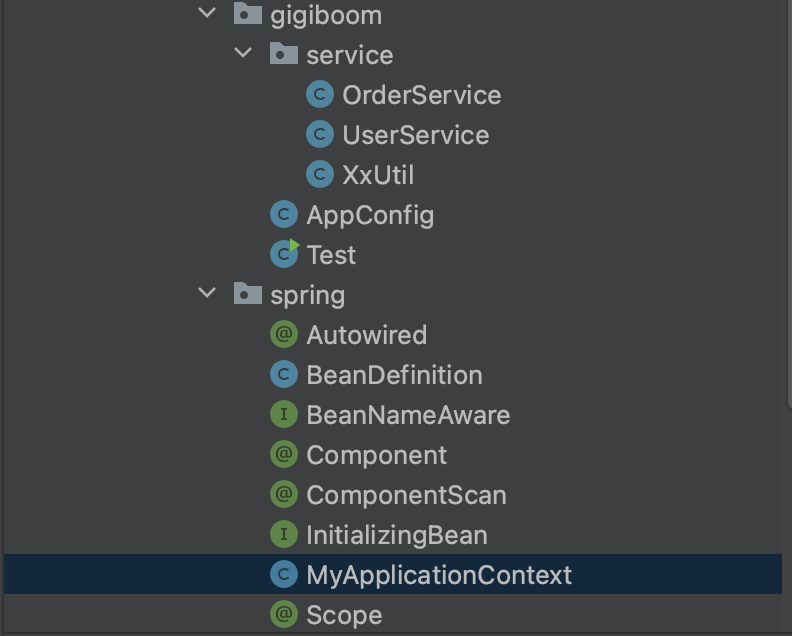 gigiboom
service
C OrderService
C UserService
C XxUtil
C AppConfig
C Test
spring
@ Autowired
C BeanDefinition
I BeanNameAware
@ Component
@ ComponentScan
I InitializingBean
C MyApplicationContext
@ Scope